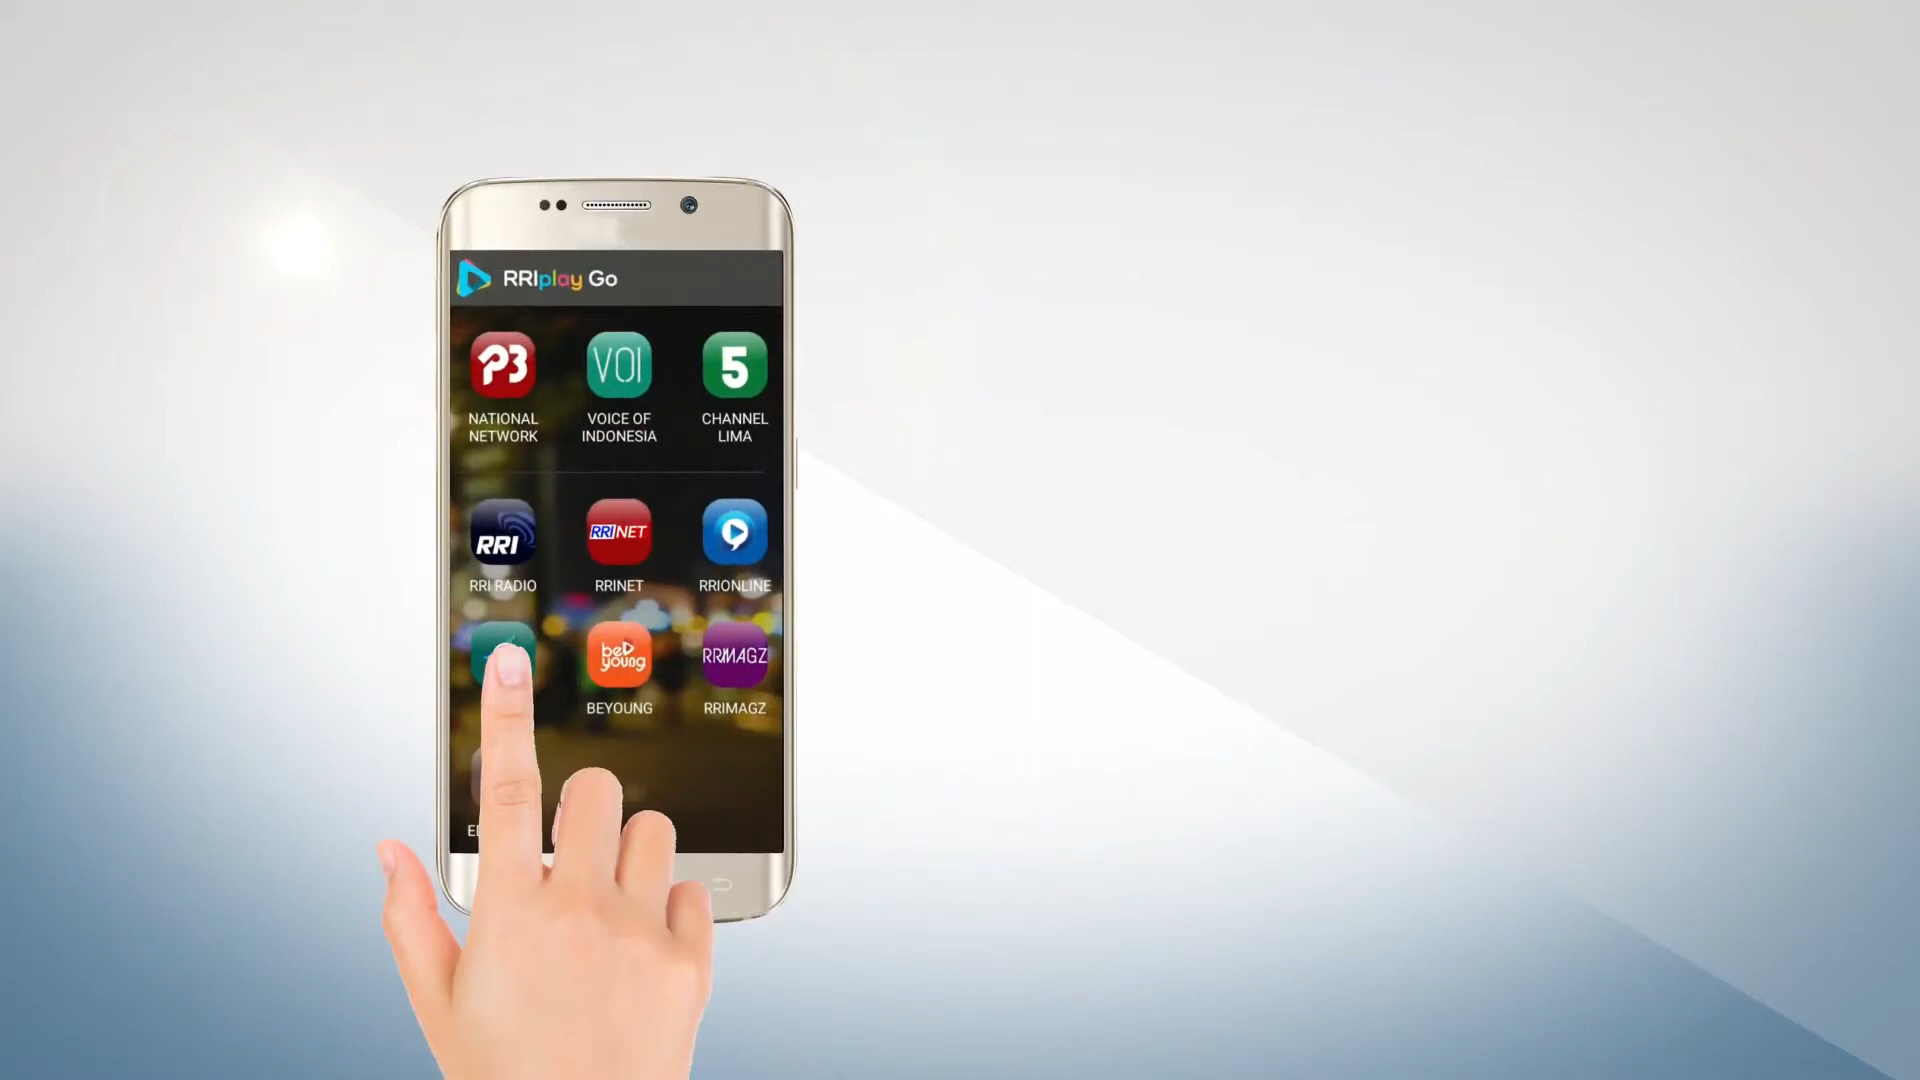 RRIplay Go
P3
VOI
5
NATIONAL
NETWORK
VOICE OF
INDONESIA
CHANNEL
LIMA
RRI
RRINET
RRI RADIO
RRINET
RRIONLINE
be
young
RRIMAGZ
BEYOUNG
RRIMAGZ